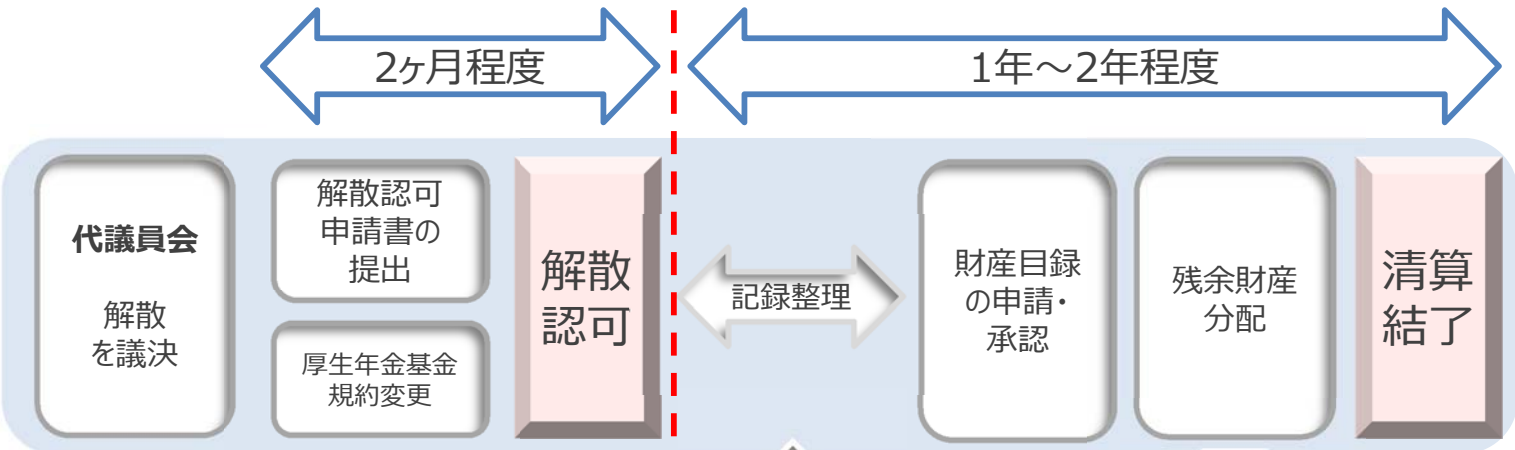 2ヶ月程度
1年～2年程度
代議員会
解散
を議決
解散認可
申請書の
提出
厚生年金基金
規約変更
解散
認可
記録整理
財産目録
の申請・
承認
残余財産
分配
清算
結了